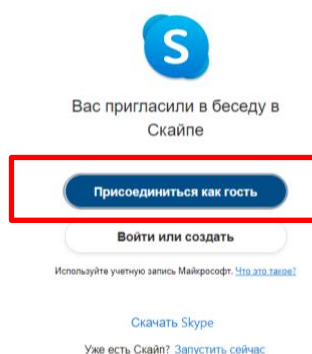 S
Вас пригласили в беседу в
Скайпе
Присоединиться как гость
Войти или создать
Используйте учетную запись Майкрософт. Что это такое?
Скачать Skype
Уже есть Скайп? Запустить сейчас